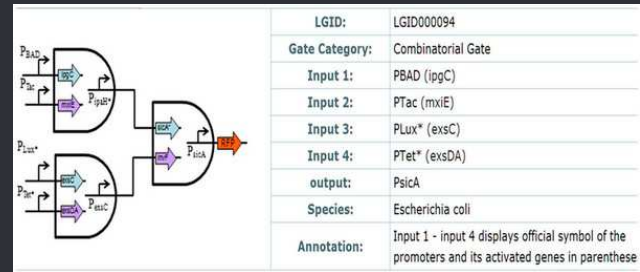 LGID: LGID000094
Gate Category: Combinatorial Gate
Input 1: PBAD (ipgC)
Input 2: PTac (mxiE)
Input 3: PLux* (exsC)
Input 4: PTet* (exsDA)
output: PsicA
Species: Escherichia coli
Annotation: Input 1 - input 4 displays official symbol of the
promoters and its activated genes in parenthese
PBAD
ipgC
PTac
mxiE
PipaH*
sicA*
invF
PsicA
RFP
PLux*
exsC
PTet*
exsDA
PexsC